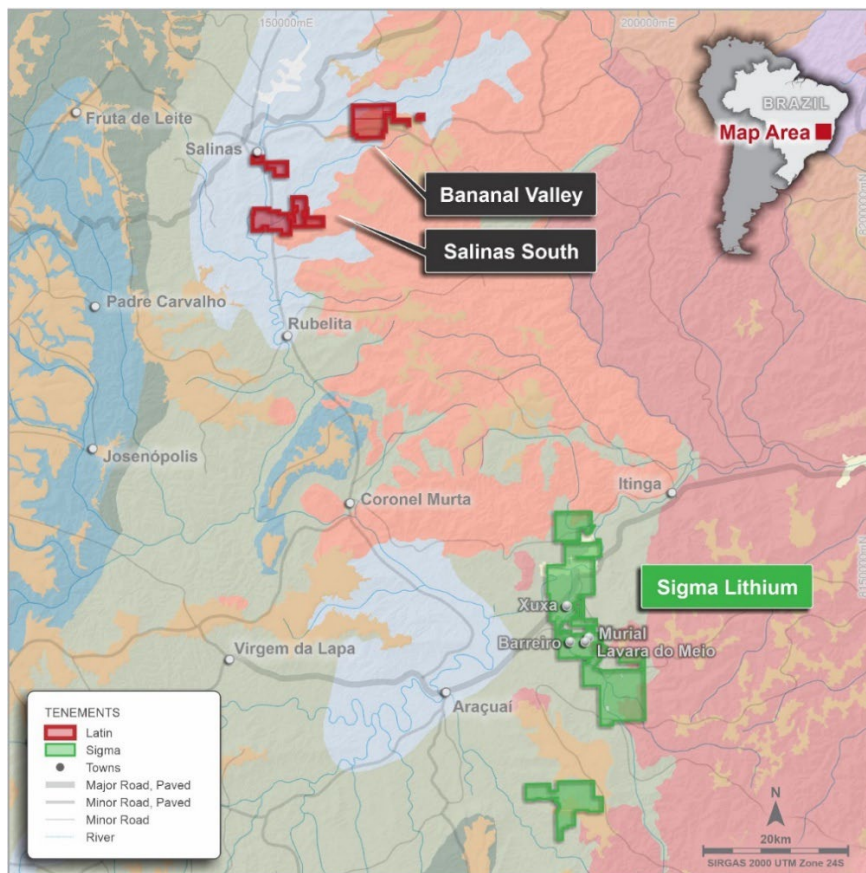 150000mE
200000mE
BRAZIL
Map Area
Fruta de Leite
Salinas
Bananal Valley
Salinas South
Padre Carvalho
Rubelita
Josenópolis
Coronel Murta
Itinga
Sigma Lithium
Xuxa
Murial
Barreiro
Lavara do Meio
Virgem da Lapa
Araçuaí
TENEMENTS
Latin
Sigma
Towns
Major Road, Paved
Minor Road, Paved
Minor Road
River
N
20km
SIRGAS 2000 UTM Zone 24S